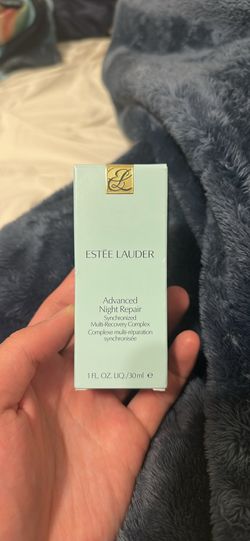 ESTĒE LAUDER
Advanced
Night Repair
Synchronized
Multi-Recovery Complex
Complexe multi-réparation
synchronisée
1 FL. OZ. LIQ./30ml ℮